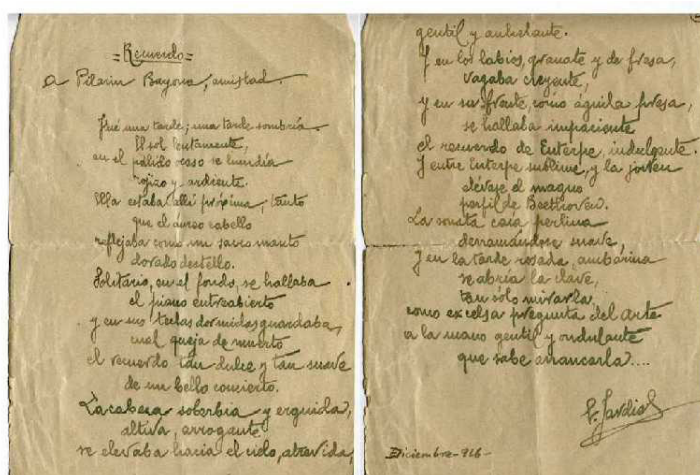 =Recuerdo=
A Pilarin Bayona, amistad.
Fué una tarde; una tarde sombría.
El sol lentamente,
en el pálido ocaso se hundía
rojizo y ardiente.
Ella estaba allí próxima, tanto
que el áureo cabello
reflejaba como un sacro manto
dorado destello.
Solitario, en el fondo, se hallaba
el piano entreabierto
y en sus teclas dormidas guardaba,
cual queja de muerto
el recuerdo tan dulce y tan suave
de un bello concierto.
La cabeza soberbia y erguida,
altiva, arrogante
se elevaba hacia el cielo, atrevida,
gentil y anhelante.
Y en los labios, granate y de fresa,
vagaba creyente,
y en su frente, como águila presa,
se hallaba impaciente
el recuerdo de Euterpe, indulgente.
Y entre Euterpe sublime, y la joven
elévase el magno
perfil de Beethoven.
La sonata caía perlina
derramándose suave,
Y en la tarde rosada, ambarina
se abría la clave,
tan sólo mirarla
como excelsa pregunta del arte
a la mano gentil y ondulante
que sabe arrancarla....
E. Jardiel
Diciembre-916-